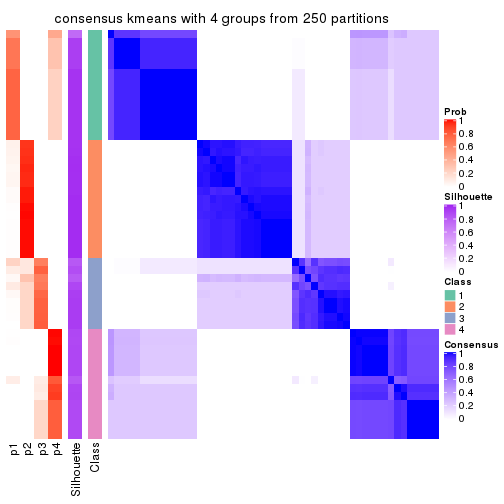 consensus kmeans with 4 groups from 250 partitions
p1
p2
p3
p4
Silhouette
Class
Prob
1
0.8
0.6
0.4
0.2
0
Silhouette
1
0.8
0.6
0.4
0.2
0
Class
1
2
3
4
Consensus
1
0.8
0.6
0.4
0.2
0